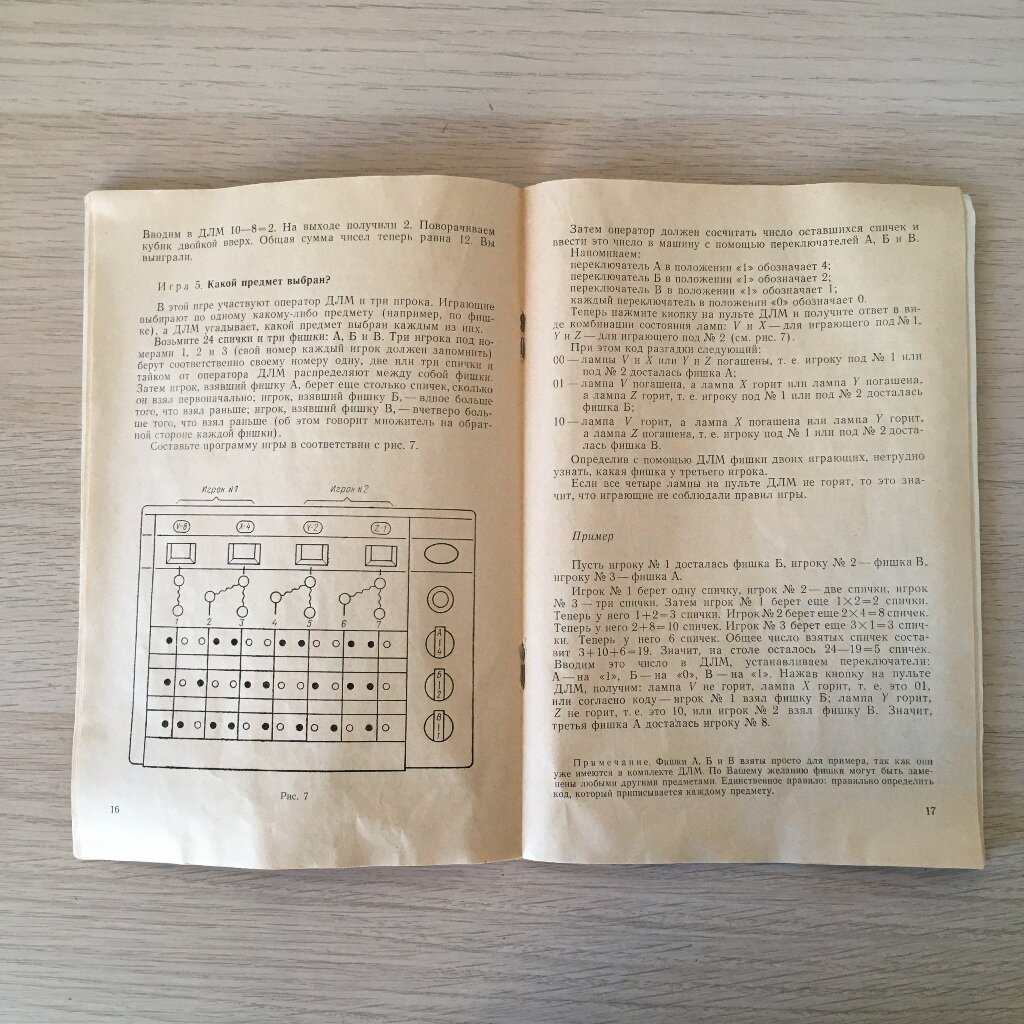 Вводим в ДЛМ 10—8=2. На выходе получили 2. Поворачиваем
кубик двойкой вверх. Общая сумма чисел теперь равна 12. Вы
выиграли.
Игра 5. Какой предмет выбран?
В этой игре участвуют оператор ДЛМ и три игрока. Играющие
выбирают по одному какому-либо предмету (например, по фиш-
ке), а ДЛМ угадывает, какой предмет выбран каждым из них.
Возьмите 24 спички и три фишки: А, Б и В. Три игрока под но-
мерами 1, 2 и 3 (свой номер каждый игрок должен запомнить)
берут соответственно своему номеру одну, две или три спички и
тайком от оператора ДЛМ распределяют между собой фишки.
Затем игрок, взявший фишку А, берет еще столько спичек, сколько
он взял первоначально; игрок, взявший фишку Б,— вдвое больше
того, что взял раньше; игрок, взявший фишку В,— вчетверо боль-
ше того, что взял раньше (об этом говорит множитель на обрат-
ной стороне каждой фишки).
Составьте программу игры в соответствии с рис. 7.
Игрок №1 Игрок №2
V-8 X-4 Y-2 Z-1
1 2 3 4 5 6 7
А 4
Б 2
В 1
Рис. 7
16
Затем оператор должен сосчитать число оставшихся спичек и
ввести это число в машину с помощью переключателей А, Б и В.
Напоминаем:
переключатель А в положении «1» обозначает 4;
переключатель Б в положении «1» обозначает 2;
переключатель В в положении «1» обозначает 1;
каждый переключатель в положении «0» обозначает 0.
Теперь нажмите кнопку на пульте ДЛМ и получите ответ в ви-
де комбинации состояния ламп: V и X — для играющего под № 1,
Y и Z — для играющего под № 2 (см. рис. 7).
При этом код разгадки следующий:
00 — лампы V и X или Y и Z погашены, т. е. игроку под № 1 или
под № 2 досталась фишка А;
01 — лампа V погашена, а лампа X горит или лампа Y погашена,
а лампа Z горит, т. е. игроку под № 1 или под № 2 досталась
фишка Б;
10 — лампа V горит, а лампа X погашена или лампа Y горит,
а лампа Z погашена, т. е. игроку под № 1 или под № 2 доста-
лась фишка В.
Определив с помощью ДЛМ фишки двоих играющих, нетрудно
узнать, какая фишка у третьего игрока.
Если все четыре лампы на пульте ДЛМ не горят, то это зна-
чит, что играющие не соблюдали правил игры.
Пример
Пусть игроку № 1 досталась фишка Б, игроку № 2 — фишка В,
игроку № 3 — фишка А.
Игрок № 1 берет одну спичку, игрок № 2 — две спички, игрок
№ 3 — три спички. Затем игрок № 1 берет еще 1×2=2 спички.
Теперь у него 1+2=3 спички. Игрок № 2 берет еще 2×4=8 спичек.
Теперь у него 2+8=10 спичек. Игрок № 3 берет еще 3×1=3 спич-
ки. Теперь у него 6 спичек. Общее число взятых спичек соста-
вит 3+10+6=19. Значит, на столе осталось 24—19=5 спичек.
Вводим это число в ДЛМ, устанавливаем переключатели:
А — на «1», Б — на «0», В — на «1». Нажав кнопку на пульте
ДЛМ, получим: лампа V не горит, лампа X горит, т. е. это 01,
или согласно коду — игрок № 1 взял фишку Б; лампа Y горит,
Z не горит, т. е. это 10, или игрок № 2 взял фишку В. Значит,
третья фишка А досталась игроку № 8.
Примечание. Фишки А, Б и В взяты просто для примера, так как они
уже имеются в комплекте ДЛМ. По Вашему желанию фишки могут быть заме-
нены любыми другими предметами. Единственное правило: правильно определить
код, который приписывается каждому предмету.
17